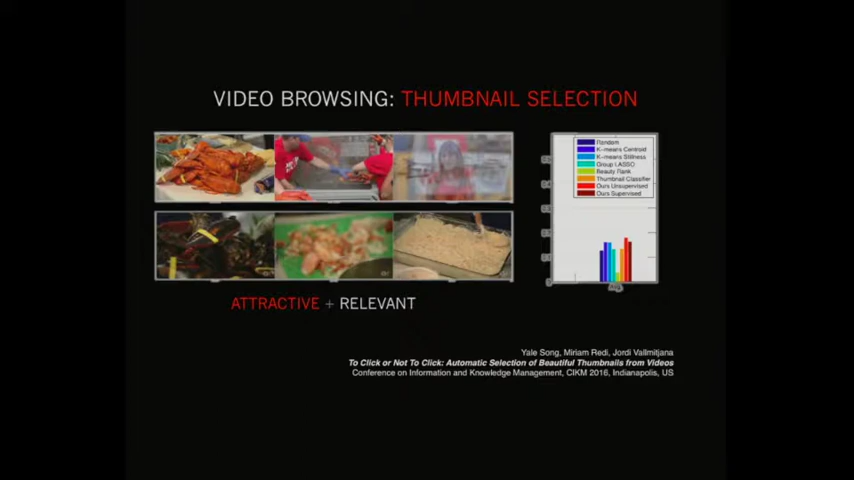 VIDEO BROWSING: THUMBNAIL SELECTION
Random
K-means Centroid
K-means Stillness
Group LASSO
Beauty Rank
Thumbnail Classifier
Ours Unsupervised
Ours Supervised
ATTRACTIVE + RELEVANT
Yale Song, Miriam Redi, Jordi Vallmitjana
To Click or Not To Click: Automatic Selection of Beautiful Thumbnails from Videos
Conference on Information and Knowledge Management, CIKM 2016, Indianapolis, US